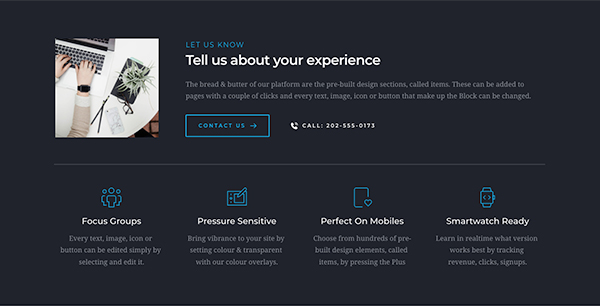 LET US KNOW
Tell us about your experience
The bread & butter of our platform are the pre-built design sections, called items. These can be added to
pages with a couple of clicks and every text, image, icon or button that make up the Block can be changed.
CONTACT US
CALL: 202-555-0173
Focus Groups
Every text, image, icon or
button can be edited simply by
selecting and edit it.
Pressure Sensitive
Bring vibrance to your site by
setting colour & transparent
with our colour overlays.
Perfect On Mobiles
Choose from hundreds of pre-
built design elements, called
items, by pressing the Plus
Smartwatch Ready
Learn in realtime what version
works best by tracking
revenue, clicks, signups.